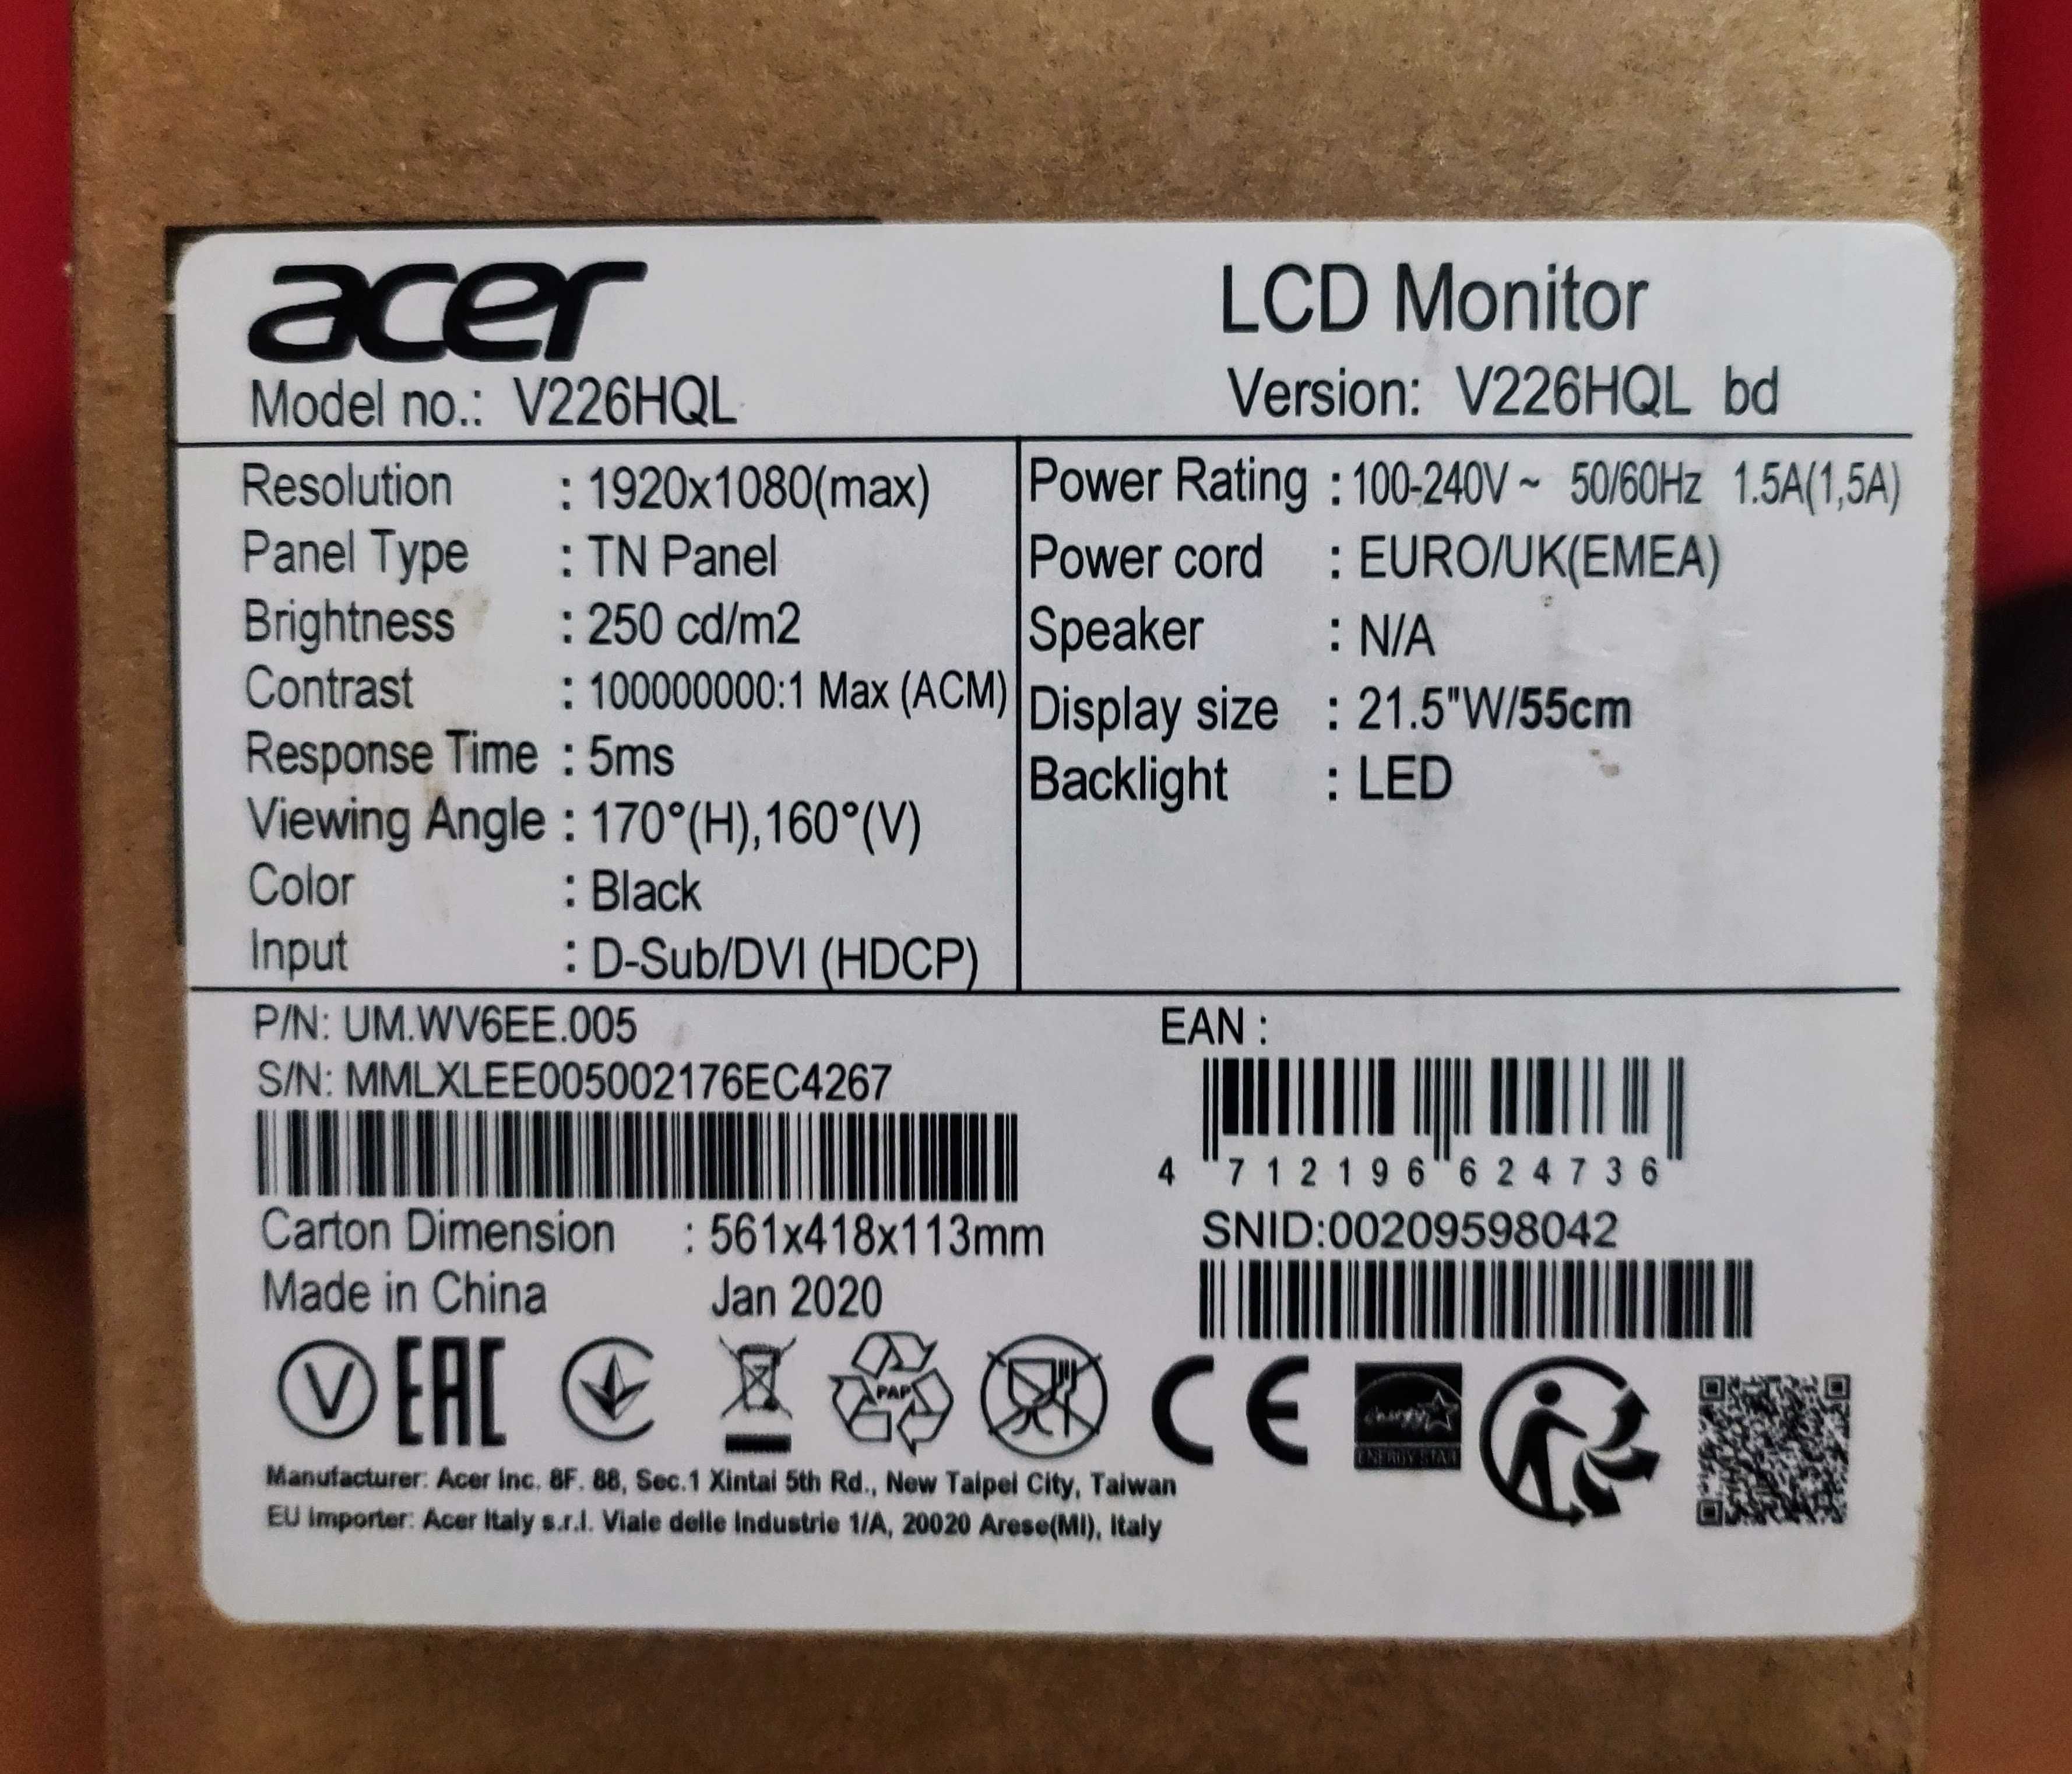 acer
LCD Monitor
Model no.: V226HQL
Version: V226HQL bd
Resolution : 1920x1080(max)
Panel Type : TN Panel
Brightness : 250 cd/m2
Contrast : 100000000:1 Max (ACM)
Response Time : 5ms
Viewing Angle : 170°(H),160°(V)
Color : Black
Input : D-Sub/DVI (HDCP)
Power Rating : 100-240V ~ 50/60Hz 1.5A(1,5A)
Power cord : EURO/UK(EMEA)
Speaker : N/A
Display size : 21.5"W/55cm
Backlight : LED
P/N: UM.WV6EE.005
S/N: MMLXLEE005002176EC4267
EAN :
4 712196 624736
Carton Dimension : 561x418x113mm
SNID:00209598042
Made in China Jan 2020
V EAC
PAP
CE
energy
ENERGY STAR
Manufacturer: Acer Inc. 8F. 88, Sec.1 Xintai 5th Rd., New Taipei City, Taiwan
EU Importer: Acer Italy s.r.l. Viale delle Industrie 1/A, 20020 Arese(MI), Italy